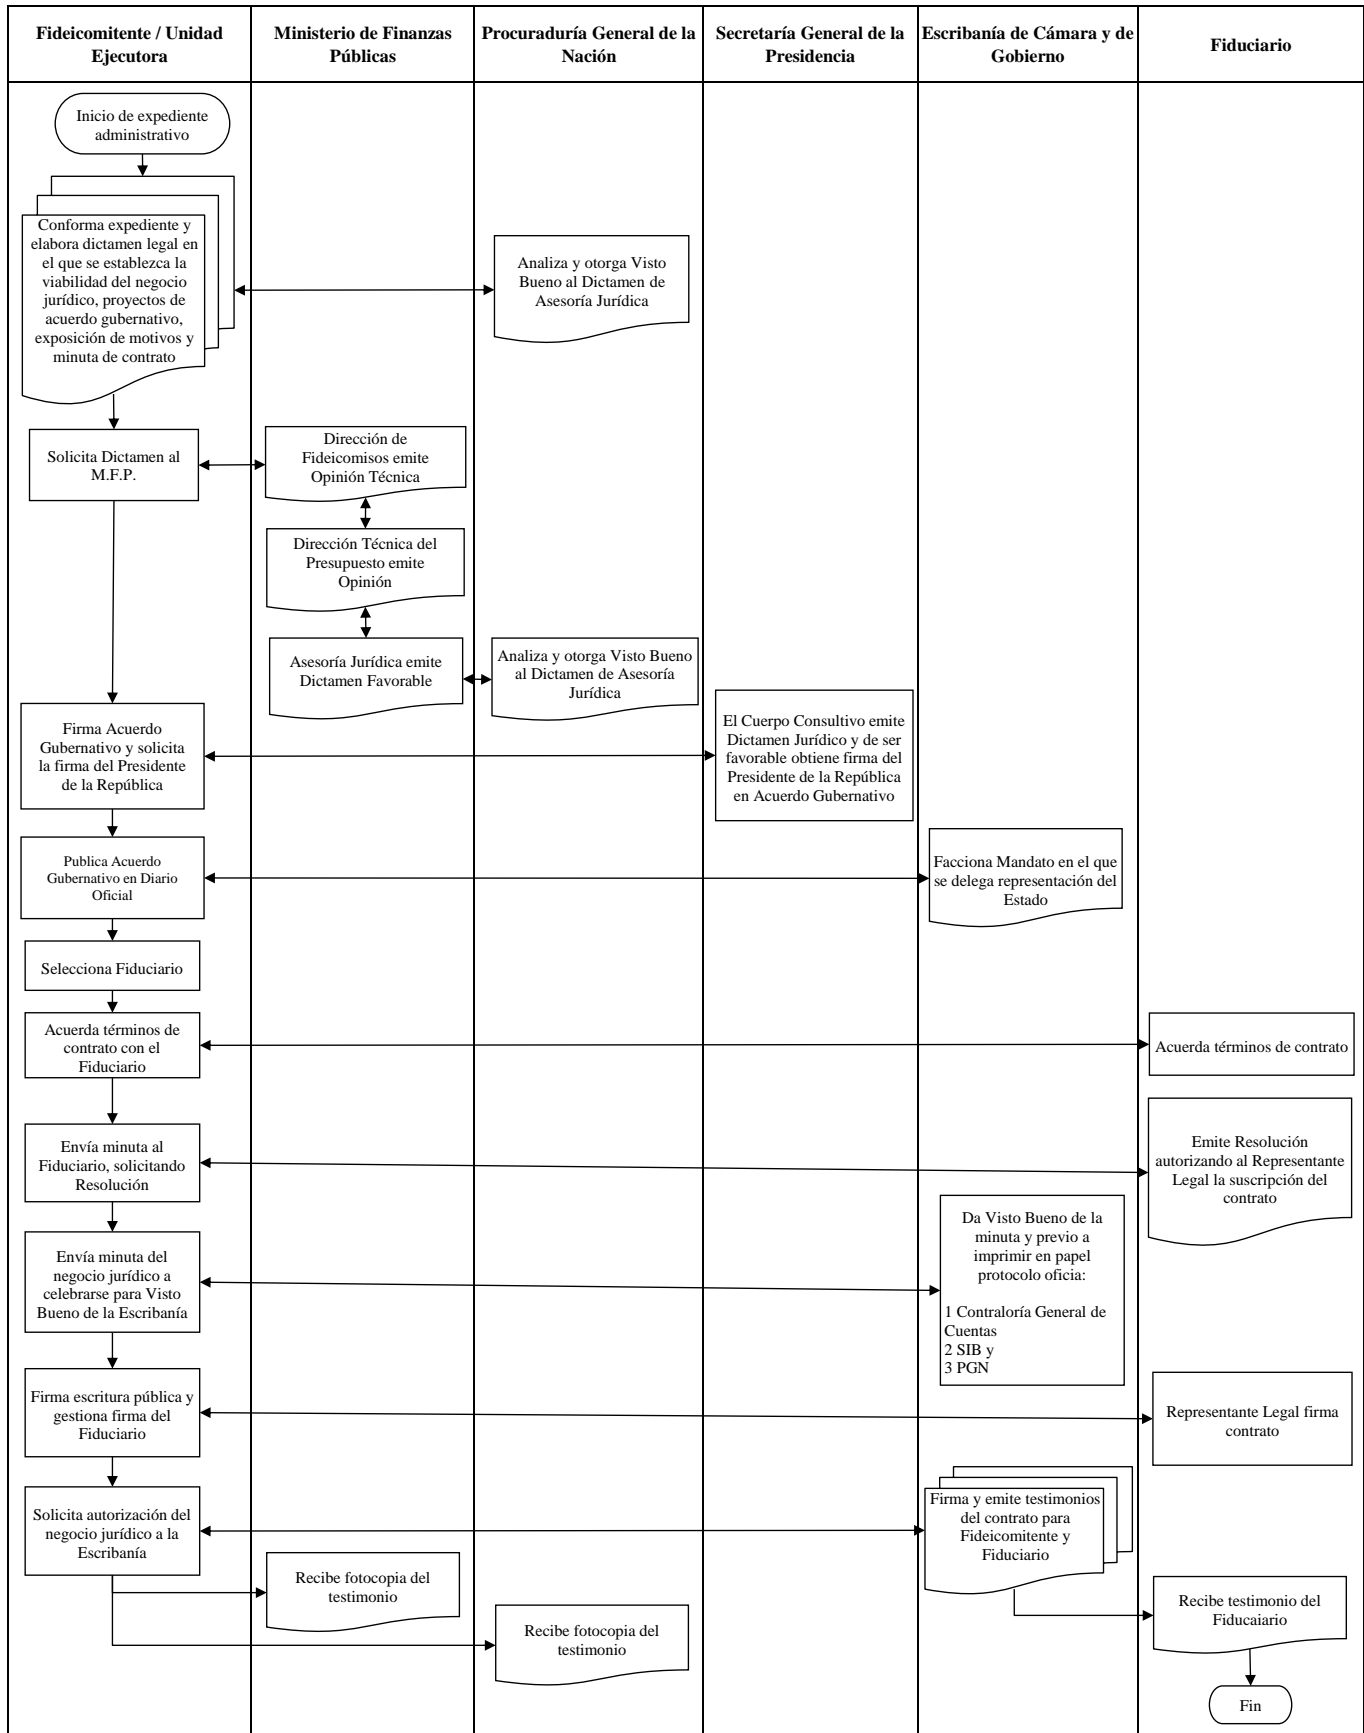 Fideicomitente / Unidad
Ejecutora
Ministerio de Finanzas
Públicas
Procuraduría General de la
Nación
Secretaría General de la
Presidencia
Escribanía de Cámara y de
Gobierno
Fiduciario
Inicio de expediente
administrativo
Conforma expediente y
elabora dictamen legal en
el que se establezca la
viabilidad del negocio
jurídico, proyectos de
acuerdo gubernativo,
exposición de motivos y
minuta de contrato
Analiza y otorga Visto
Bueno al Dictamen de
Asesoría Jurídica
Solicita Dictamen al
M.F.P.
Dirección de
Fideicomisos emite
Opinión Técnica
Dirección Técnica del
Presupuesto emite
Opinión
Asesoría Jurídica emite
Dictamen Favorable
Analiza y otorga Visto Bueno
al Dictamen de Asesoría
Jurídica
Firma Acuerdo
Gubernativo y solicita
la firma del Presidente
de la República
El Cuerpo Consultivo emite
Dictamen Jurídico y de ser
favorable obtiene firma del
Presidente de la República
en Acuerdo Gubernativo
Publica Acuerdo
Gubernativo en Diario
Oficial
Facciona Mandato en el que
se delega representación del
Estado
Selecciona Fiduciario
Acuerda términos de
contrato con el
Fiduciario
Acuerda términos de contrato
Envía minuta al
Fiduciario, solicitando
Resolución
Emite Resolución
autorizando al Representante
Legal la suscripción del
contrato
Envía minuta del
negocio jurídico a
celebrarse para Visto
Bueno de la Escribanía
Da Visto Bueno de la
minuta y previo a
imprimir en papel
protocolo oficia:
1 Contraloría General de
Cuentas
2 SIB y
3 PGN
Firma escritura pública y
gestiona firma del
Fiduciario
Representante Legal firma
contrato
Solicita autorización del
negocio jurídico a la
Escribanía
Firma y emite testimonios
del contrato para
Fideicomitente y
Fiduciario
Recibe fotocopia del
testimonio
Recibe fotocopia del
testimonio
Recibe testimonio del
Fiducaiario
Fin